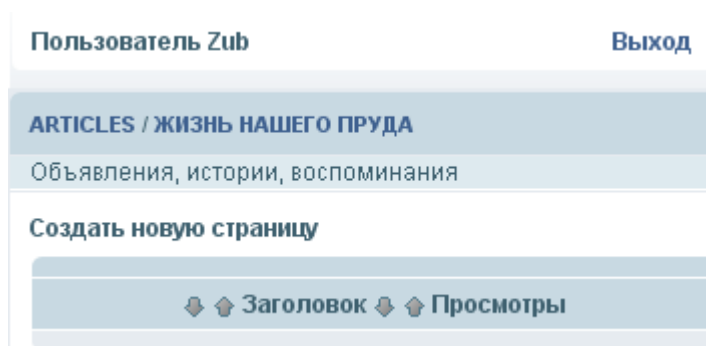 Пользователь Zub Выход
ARTICLES / ЖИЗНЬ НАШЕГО ПРУДА
Объявления, истории, воспоминания
Создать новую страницу
Заголовок Просмотры